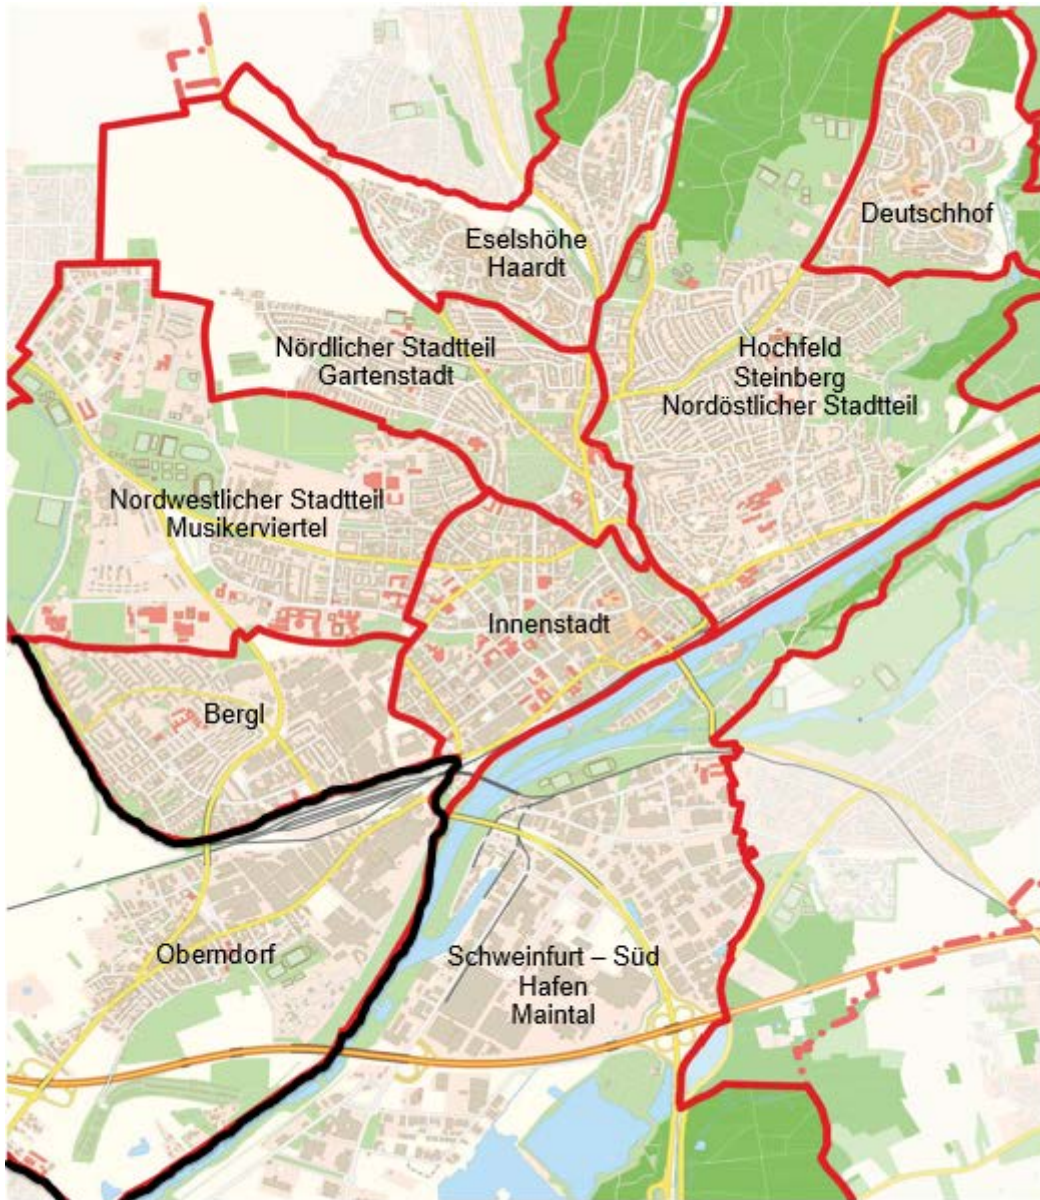 Deutschhof
Eselshöhe
Haardt
Nördlicher Stadtteil
Gartenstadt
Hochfeld
Steinberg
Nordöstlicher Stadtteil
Nordwestlicher Stadtteil
Musikerviertel
Innenstadt
Bergl
Oberndorf
Schweinfurt – Süd
Hafen
Maintal